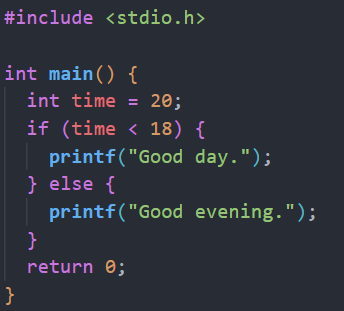 #include <stdio.h>

int main() {
  int time = 20;
  if (time < 18) {
    printf("Good day.");
  } else {
    printf("Good evening.");
  }
  return 0;
}